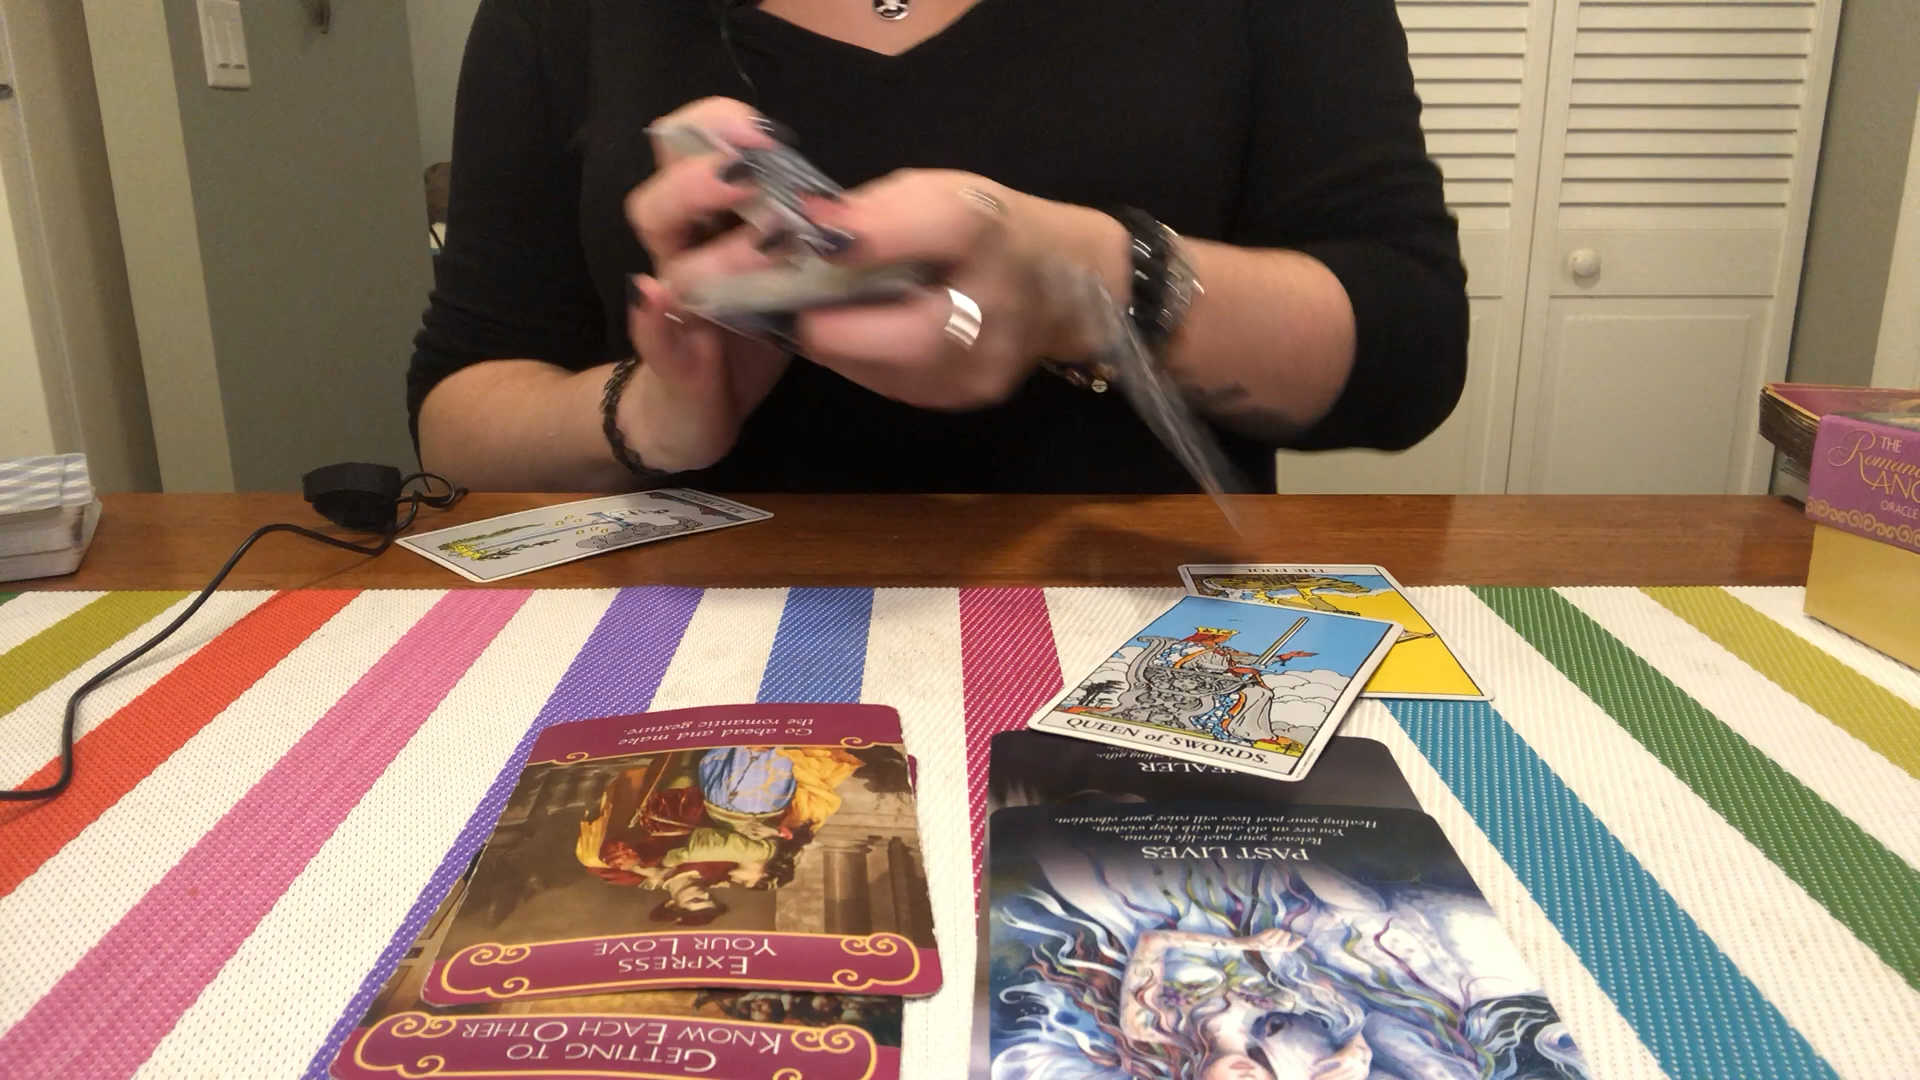 THE
Romance
ANG
ORACLE
THE FOOL
QUEEN of SWORDS.
Go ahead and make
the romantic gesture.
EXPRESS
YOUR LOVE
GETTING TO
KNOW EACH OTHER
HEALER
PAST LIVES
Release your past-life karma.
You are an old soul with deep wisdom.
Healing your past lives will raise your vibration.